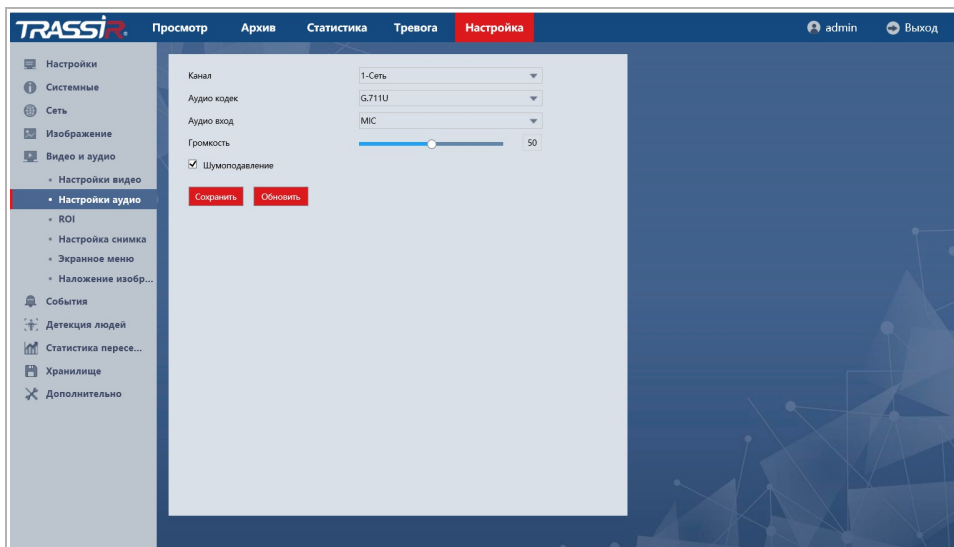 TRASSIR®
Просмотр
Архив
Статистика
Тревога
Настройка
admin
Выход
Настройки
Системные
Сеть
Изображение
Видео и аудио
Настройки видео
Настройки аудио
ROI
Настройка снимка
Экранное меню
Наложение изобр...
События
Детекция людей
Статистика пересе...
Хранилище
Дополнительно
Канал 1-Сеть
Аудио кодек G.711U
Аудио вход MIC
Громкость 50
Шумоподавление
Сохранить Обновить